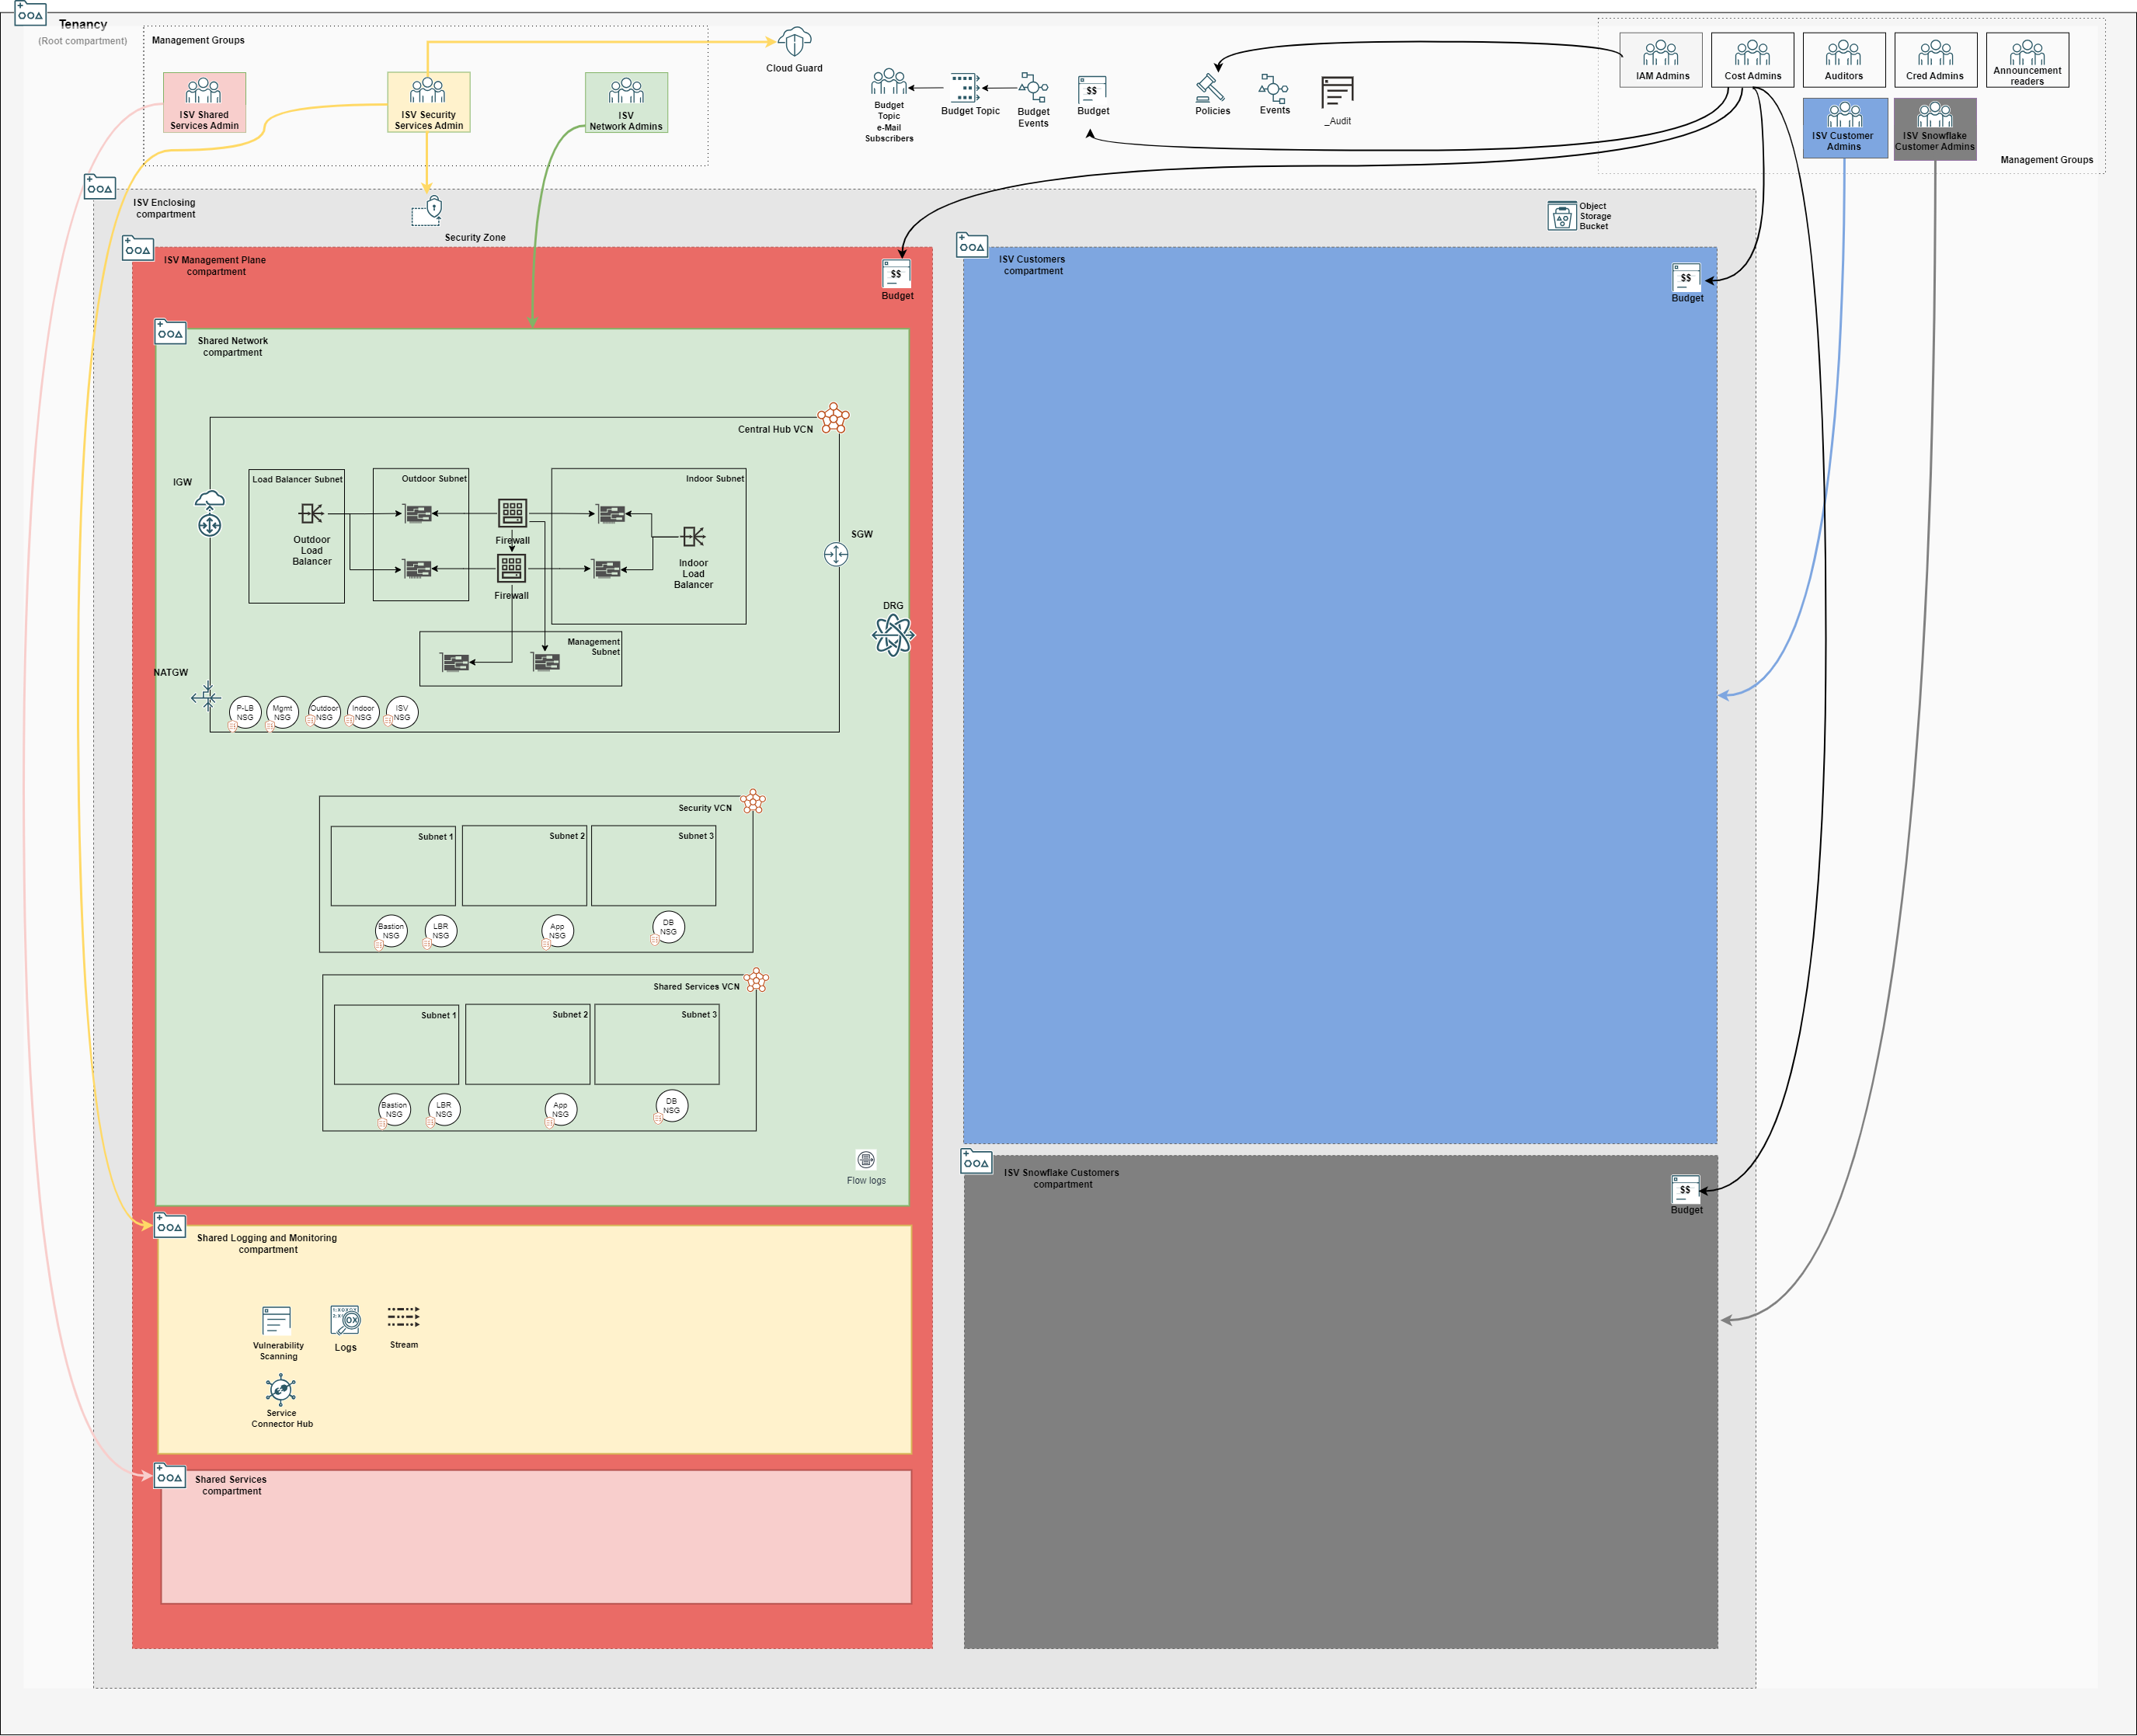 Tenancy
(Root compartment)
Management Groups
ISV Shared
Services Admin
ISV Security
Services Admin
ISV
Network Admins
Cloud Guard
Budget
Topic
e-Mail
Subscribers
Budget Topic
Budget
Events
$$
Budget
Policies
Events
_Audit
IAM Admins
Cost Admins
Auditors
Cred Admins
Announcement
readers
ISV Customer
Admins
ISV Snowflake
Customer Admins
Management Groups
ISV Enclosing
compartment
Security Zone
Object
Storage
Bucket
ISV Management Plane
compartment
$$
Budget
ISV Customers
compartment
$$
Budget
Shared Network
compartment
Central Hub VCN
IGW
Load Balancer Subnet
Outdoor Subnet
Indoor Subnet
Outdoor
Load
Balancer
Firewall
Firewall
Indoor
Load
Balancer
SGW
DRG
Management
Subnet
NATGW
P-LB
NSG
Mgmt
NSG
Outdoor
NSG
Indoor
NSG
ISV
NSG
Security VCN
Subnet 1
Subnet 2
Subnet 3
Bastion
NSG
LBR
NSG
App
NSG
DB
NSG
Shared Services VCN
Subnet 1
Subnet 2
Subnet 3
Bastion
NSG
LBR
NSG
App
NSG
DB
NSG
Flow logs
ISV Snowflake Customers
compartment
$$
Budget
Shared Logging and Monitoring
compartment
Vulnerability
Scanning
Logs
Stream
Service
Connector Hub
Shared Services
compartment